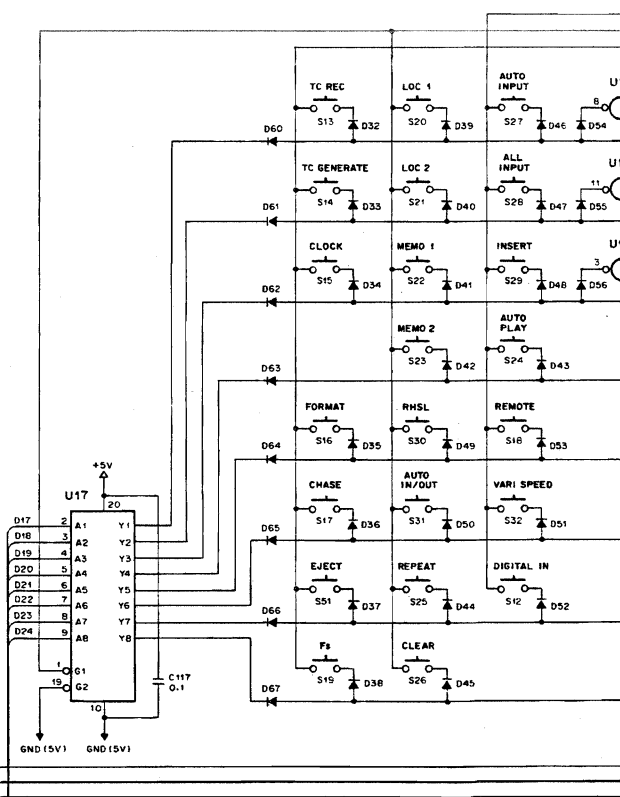 AUTO
TC REC LOC 1 INPUT U
8
S13 D32 S20 D39 S27 D46 D54
D60
ALL
TC GENERATE LOC 2 INPUT U
11
S14 D33 S21 D40 S28 D47 D55
D61
CLOCK MEMO 1 INSERT U
3
S15 D34 S22 D41 S29 D48 D56
D62
AUTO
MEMO 2 PLAY
S23 D42 S24 D43
D63
FORMAT RHSL REMOTE
S16 D35 S30 D49 S18 D53
D64
+5V
AUTO
CHASE IN/OUT VARI SPEED
U17 20
S17 D36 S31 D50 S32 D51
D17 2 A1 Y1
D65
D18 3 A2 Y2
D19 4 A3 Y3
EJECT REPEAT DIGITAL IN
D20 5 A4 Y4
D21 6 A5 Y5
S51 D37 S25 D44 S12 D52
D22 7 A6 Y6
D23 8 A7 Y7
D66
D24 9 A8 Y8
Fs CLEAR
1 G1
C117
0.1
S19 D38 S26 D45
19 G2
D67
10
GND (5V) GND (5V)